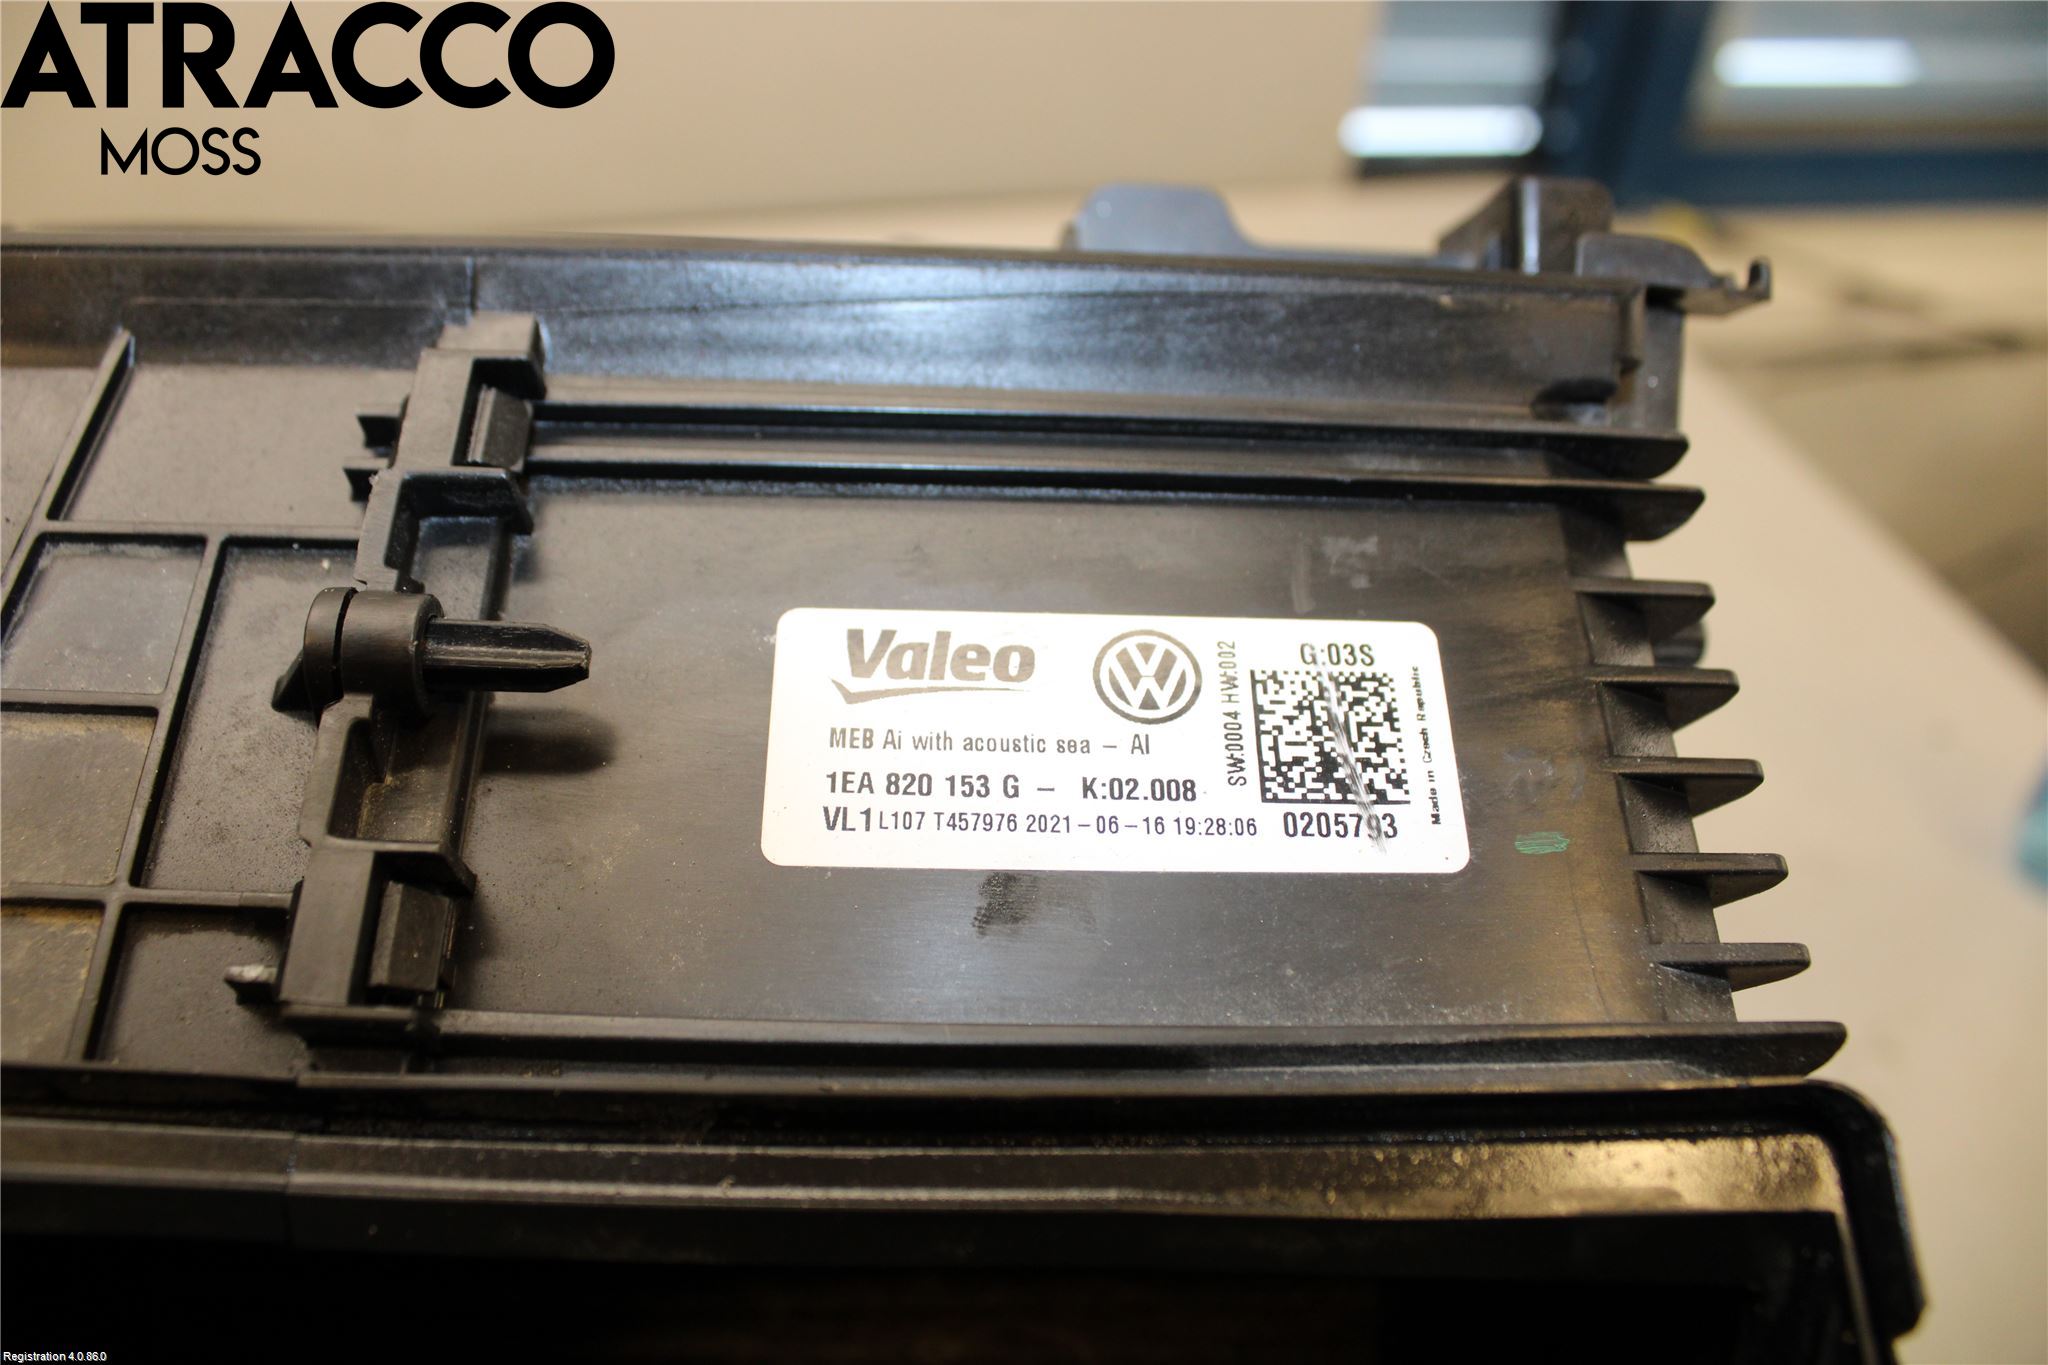 ATRACCO
MOSS
Valeo
VW
SW:0004 HW:002
G:03S
Made in Czech Republic
MEB Ai with acoustic sea - AI
1EA 820 153 G - K:02.008
VL1 L107 T457976 2021-06-16 19:28:06 0205793
Registration 4.0.86.0